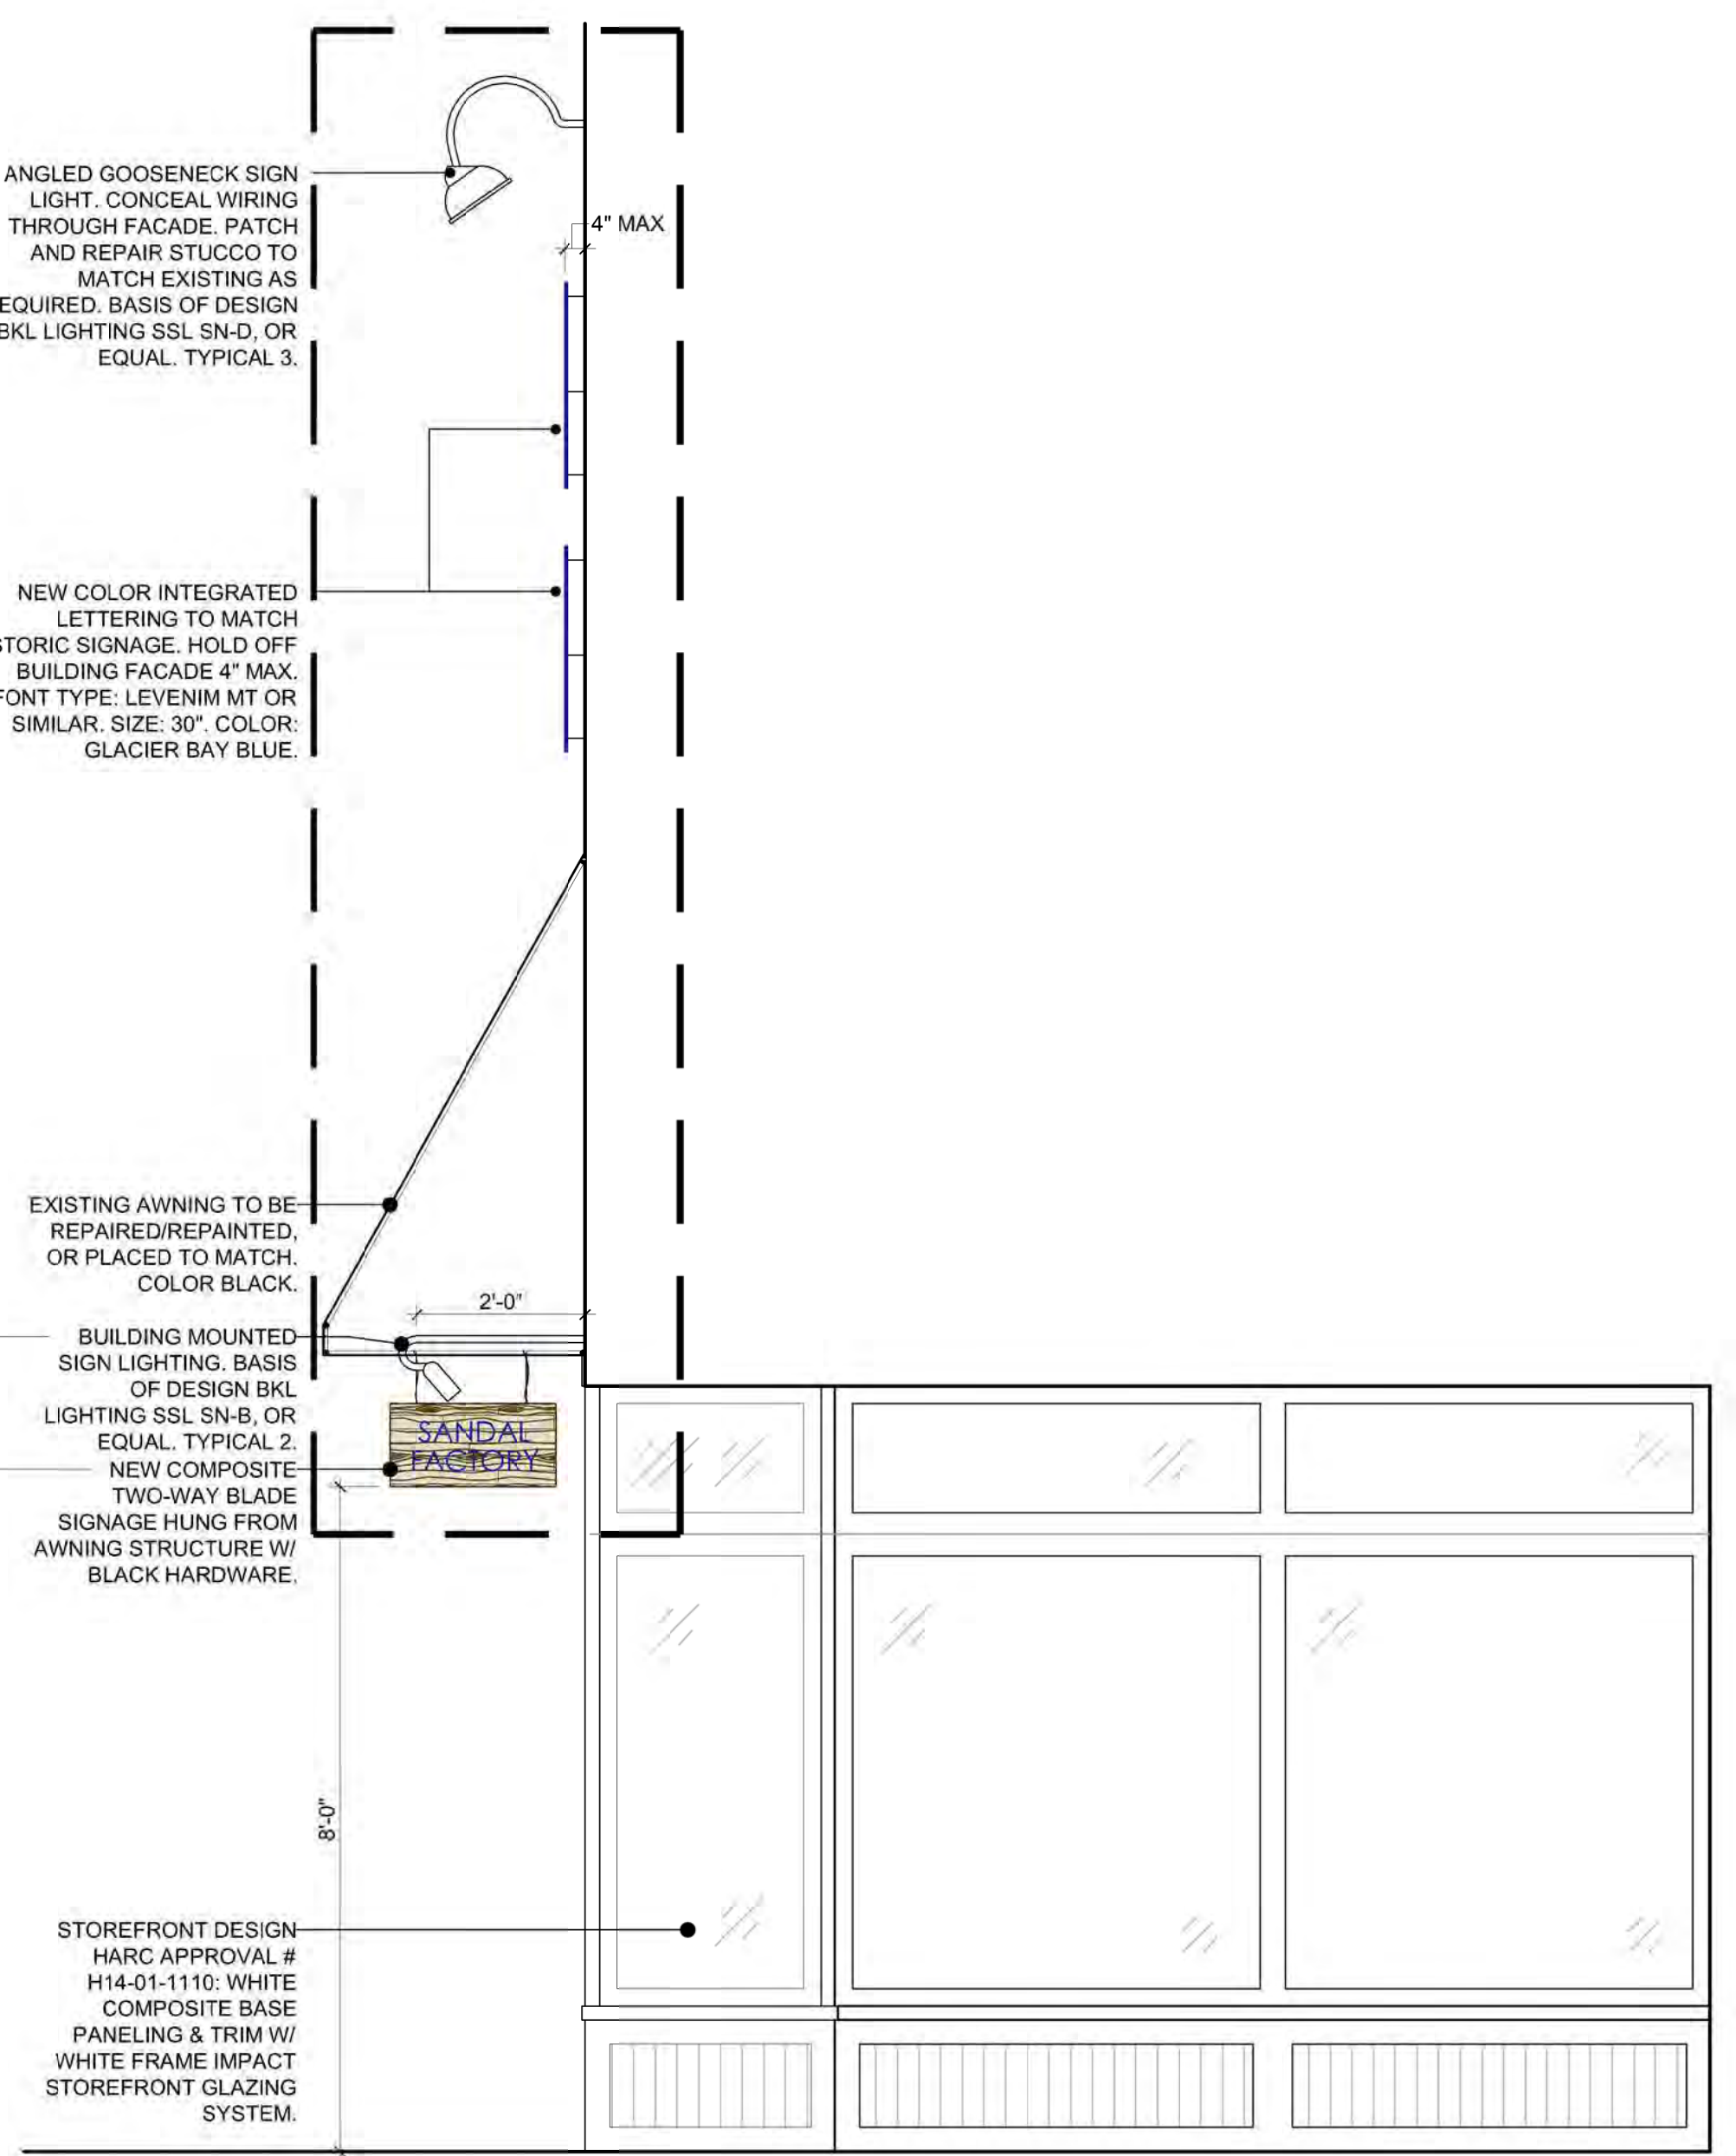 ANGLED GOOSENECK SIGN
LIGHT. CONCEAL WIRING
THROUGH FACADE. PATCH
AND REPAIR STUCCO TO
MATCH EXISTING AS
EQUIRED. BASIS OF DESIGN
BKL LIGHTING SSL SN-D, OR
EQUAL. TYPICAL 3.
4" MAX
NEW COLOR INTEGRATED
LETTERING TO MATCH
STORIC SIGNAGE. HOLD OFF
BUILDING FACADE 4" MAX.
FONT TYPE: LEVENIM MT OR
SIMILAR. SIZE: 30". COLOR:
GLACIER BAY BLUE.
EXISTING AWNING TO BE
REPAIRED/REPAINTED,
OR PLACED TO MATCH.
COLOR BLACK.
2'-0"
BUILDING MOUNTED
SIGN LIGHTING. BASIS
OF DESIGN BKL
LIGHTING SSL SN-B, OR
EQUAL. TYPICAL 2.
SANDAL
FACTORY
NEW COMPOSITE
TWO-WAY BLADE
SIGNAGE HUNG FROM
AWNING STRUCTURE W/
BLACK HARDWARE.
8'-0"
STOREFRONT DESIGN
HARC APPROVAL #
H14-01-1110: WHITE
COMPOSITE BASE
PANELING & TRIM W/
WHITE FRAME IMPACT
STOREFRONT GLAZING
SYSTEM.